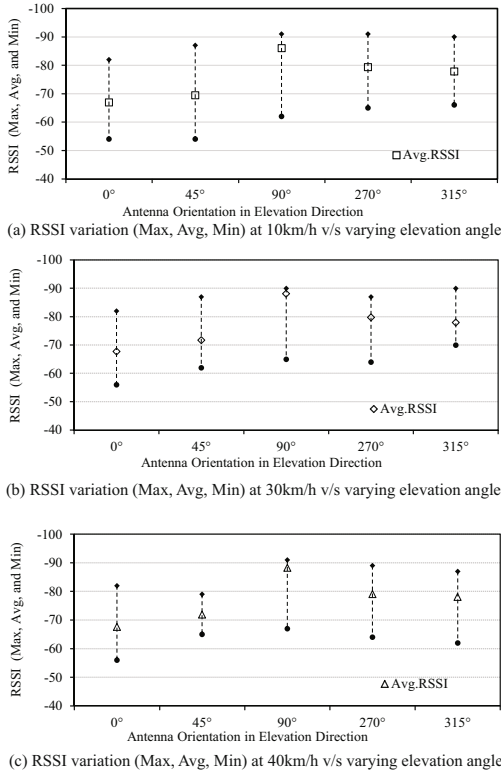 -100
-90
-80
-70
-60
-50
-40
RSSI (Max, Avg, and Min)
Avg.RSSI
0° 45° 90° 270° 315°
Antenna Orientation in Elevation Direction
(a) RSSI variation (Max, Avg, Min) at 10km/h v/s varying elevation angle
-100
-90
-80
-70
-60
-50
-40
RSSI (Max, Avg, and Min)
Avg.RSSI
0° 45° 90° 270° 315°
Antenna Orientation in Elevation Direction
(b) RSSI variation (Max, Avg, Min) at 30km/h v/s varying elevation angle
-100
-90
-80
-70
-60
-50
-40
RSSI (Max, Avg, and Min)
Avg.RSSI
0° 45° 90° 270° 315°
Antenna Orientation in Elevation Direction
(c) RSSI variation (Max, Avg, Min) at 40km/h v/s varying elevation angle